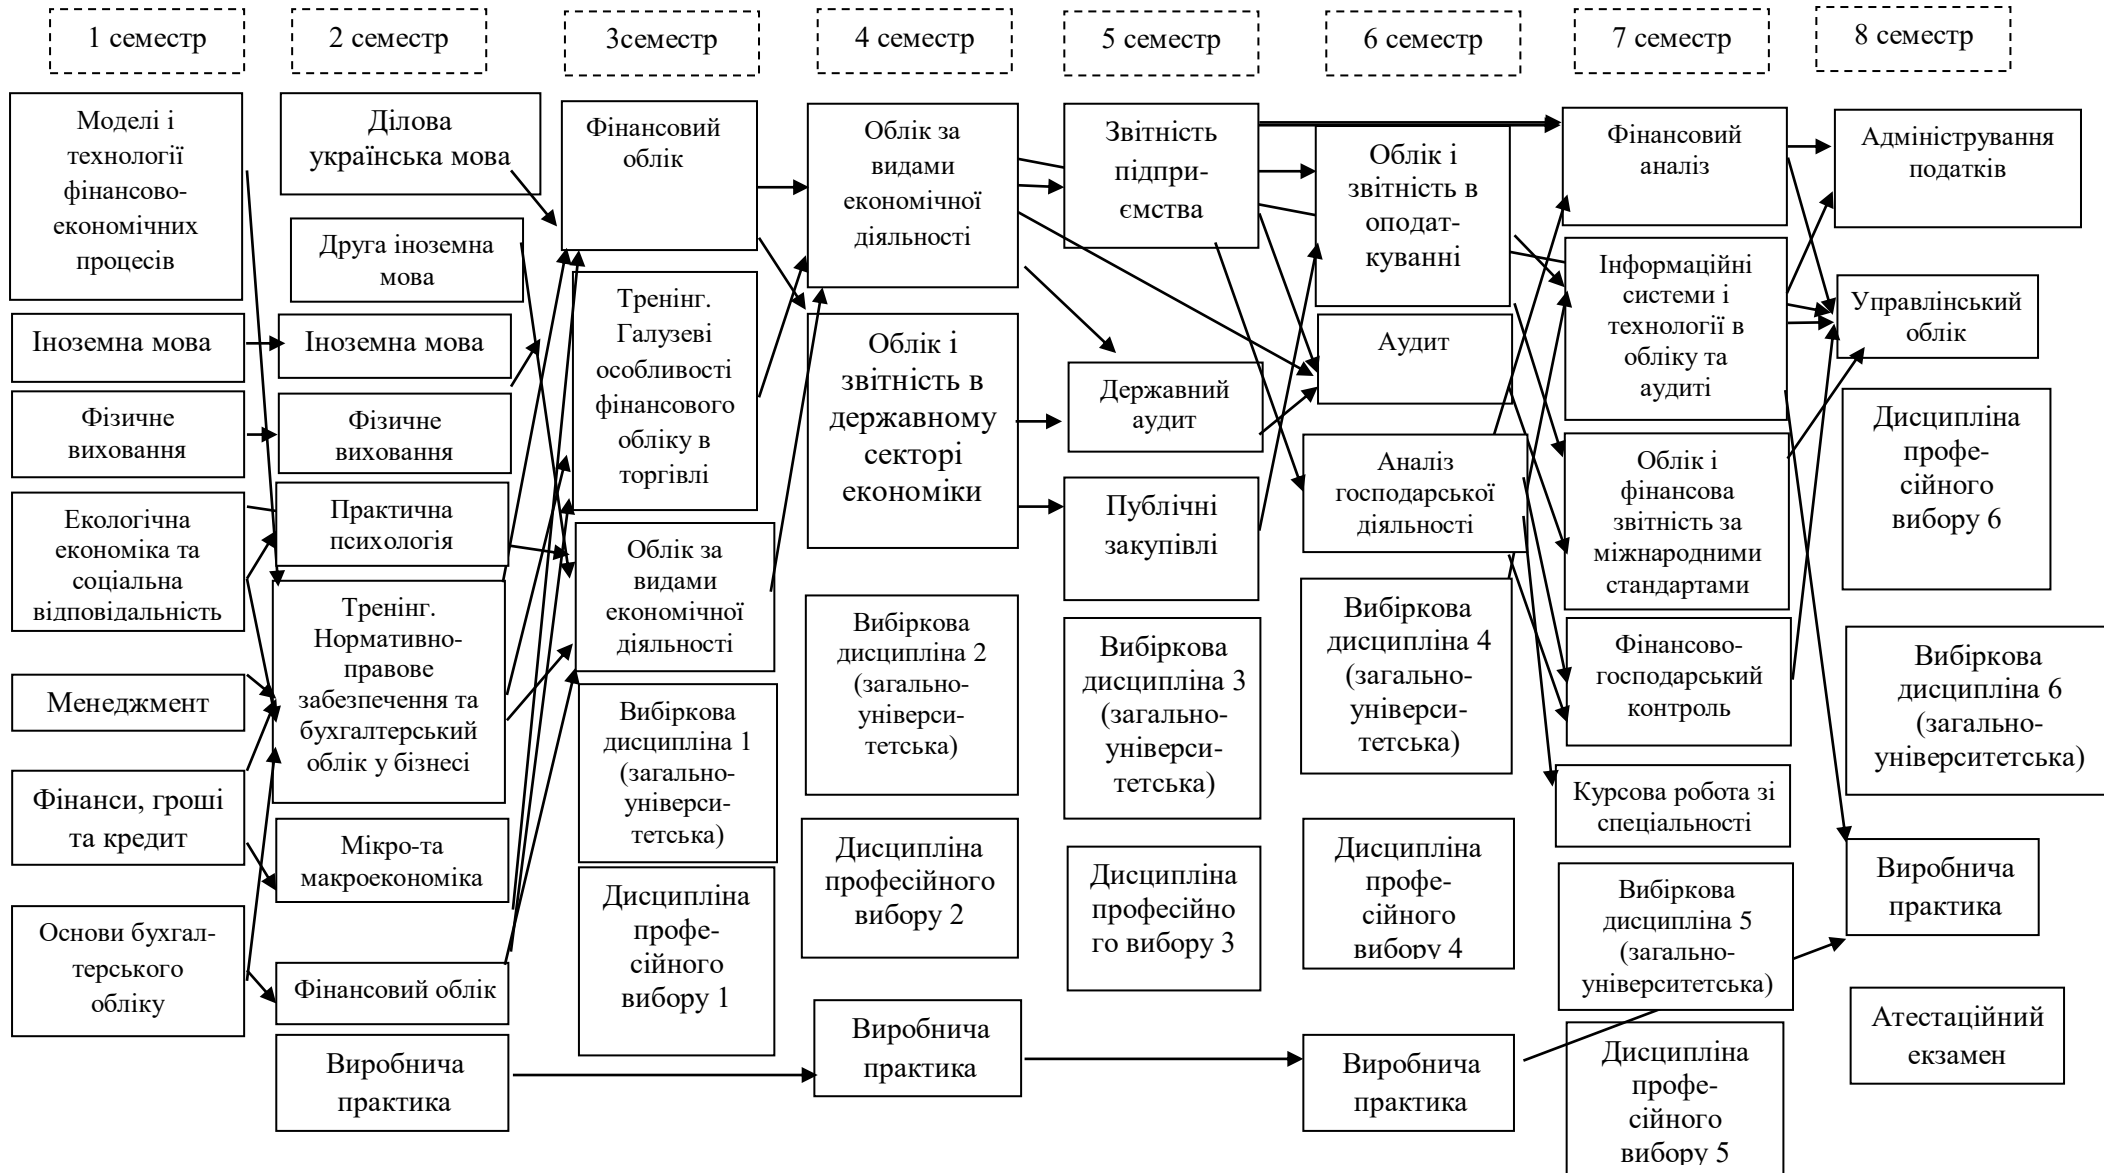 1 семестр
2 семестр
3семестр
4 семестр
5 семестр
6 семестр
7 семестр
8 семестр
Моделі і
технології
фінансово-
економічних
процесів
Іноземна мова
Фізичне
виховання
Екологічна
економіка та
соціальна
відповідальність
Менеджмент
Фінанси, гроші
та кредит
Основи бухгал-
терського
обліку
Ділова
українська мова
Друга іноземна
мова
Іноземна мова
Фізичне
виховання
Практична
психологія
Тренінг.
Нормативно-
правове
забезпечення та
бухгалтерський
облік у бізнесі
Мікро-та
макроекономіка
Фінансовий облік
Виробнича
практика
Фінансовий
облік
Тренінг.
Галузеві
особливості
фінансового
обліку в
торгівлі
Облік за
видами
економічної
діяльності
Вибіркова
дисципліна 1
(загально-
універси-
тетська)
Дисципліна
профе-
сійного
вибору 1
Облік за
видами
економічної
діяльності
Облік і
звітність в
державному
секторі
економіки
Вибіркова
дисципліна 2
(загально-
універси-
тетська)
Дисципліна
професійного
вибору 2
Виробнича
практика
Звітність
підпри-
ємства
Державний
аудит
Публічні
закупівлі
Вибіркова
дисципліна 3
(загально-
універси-
тетська)
Дисципліна
професійно
го вибору 3
Облік і
звітність в
оподат-
куванні
Аудит
Аналіз
господарської
діяльності
Вибіркова
дисципліна 4
(загально-
універси-
тетська)
Дисципліна
профе-
сійного
вибору 4
Виробнича
практика
Фінансовий
аналіз
Інформаційні
системи і
технології в
обліку та
аудиті
Облік і
фінансова
звітність за
міжнародними
стандартами
Фінансово-
господарський
контроль
Курсова робота зі
спеціальності
Вибіркова
дисципліна 5
(загально-
університетська)
Дисципліна
профе-
сійного
вибору 5
Адміністрування
податків
Управлінський
облік
Дисципліна
профе-
сійного
вибору 6
Вибіркова
дисципліна 6
(загально-
університетська)
Виробнича
практика
Атестаційний
екзамен